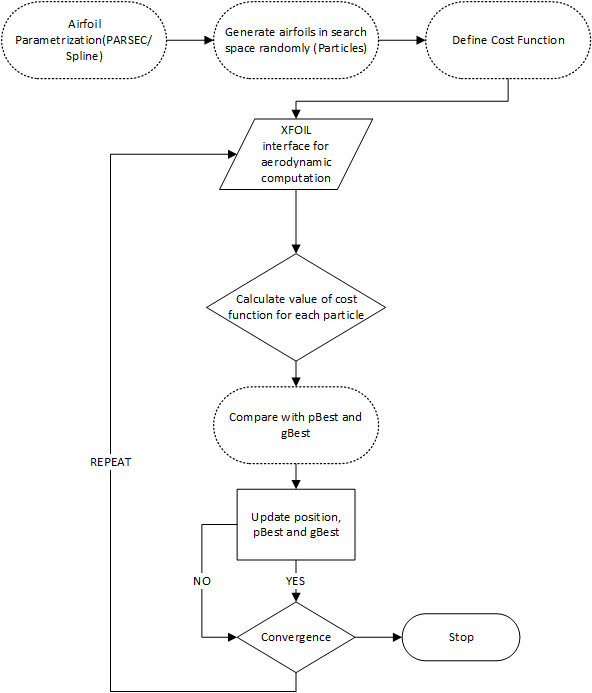 Airfoil
Parametrization(PARSEC/
Spline)
Generate airfoils in search
space randomly (Particles)
Define Cost Function
XFOIL
interface for
aerodynamic
computation
Calculate value of cost
function for each particle
Compare with pBest and
gBest
REPEAT
Update position,
pBest and gBest
NO
YES
Convergence
Stop